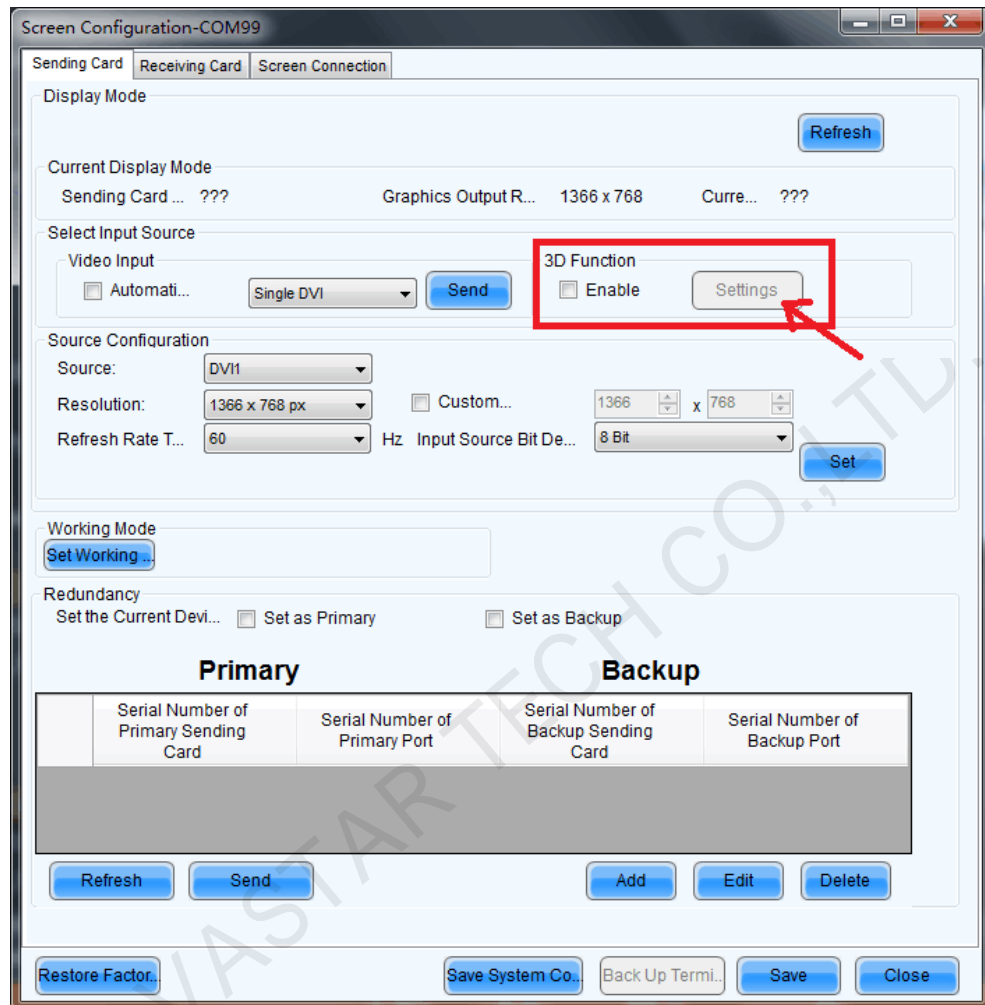 Screen Configuration-COM99
Sending Card Receiving Card Screen Connection
Display Mode
Refresh
Current Display Mode
Sending Card ... ??? Graphics Output R... 1366 x 768 Curre... ???
Select Input Source
Video Input 3D Function
Automati... Single DVI Send Enable Settings
Source Configuration
Source: DVI1
Resolution: 1366 x 768 px Custom... 1366 x 768
Refresh Rate T... 60 Hz Input Source Bit De... 8 Bit
Set
Working Mode
Set Working ...
Redundancy
Set the Current Devi... Set as Primary Set as Backup
Primary Backup
Serial Number of Primary Sending Card Serial Number of Primary Port Serial Number of Backup Sending Card Serial Number of Backup Port
Refresh Send Add Edit Delete
Restore Factor.. Save System Co.. Back Up Termi.. Save Close
VASTAR TECH CO.,LTD.